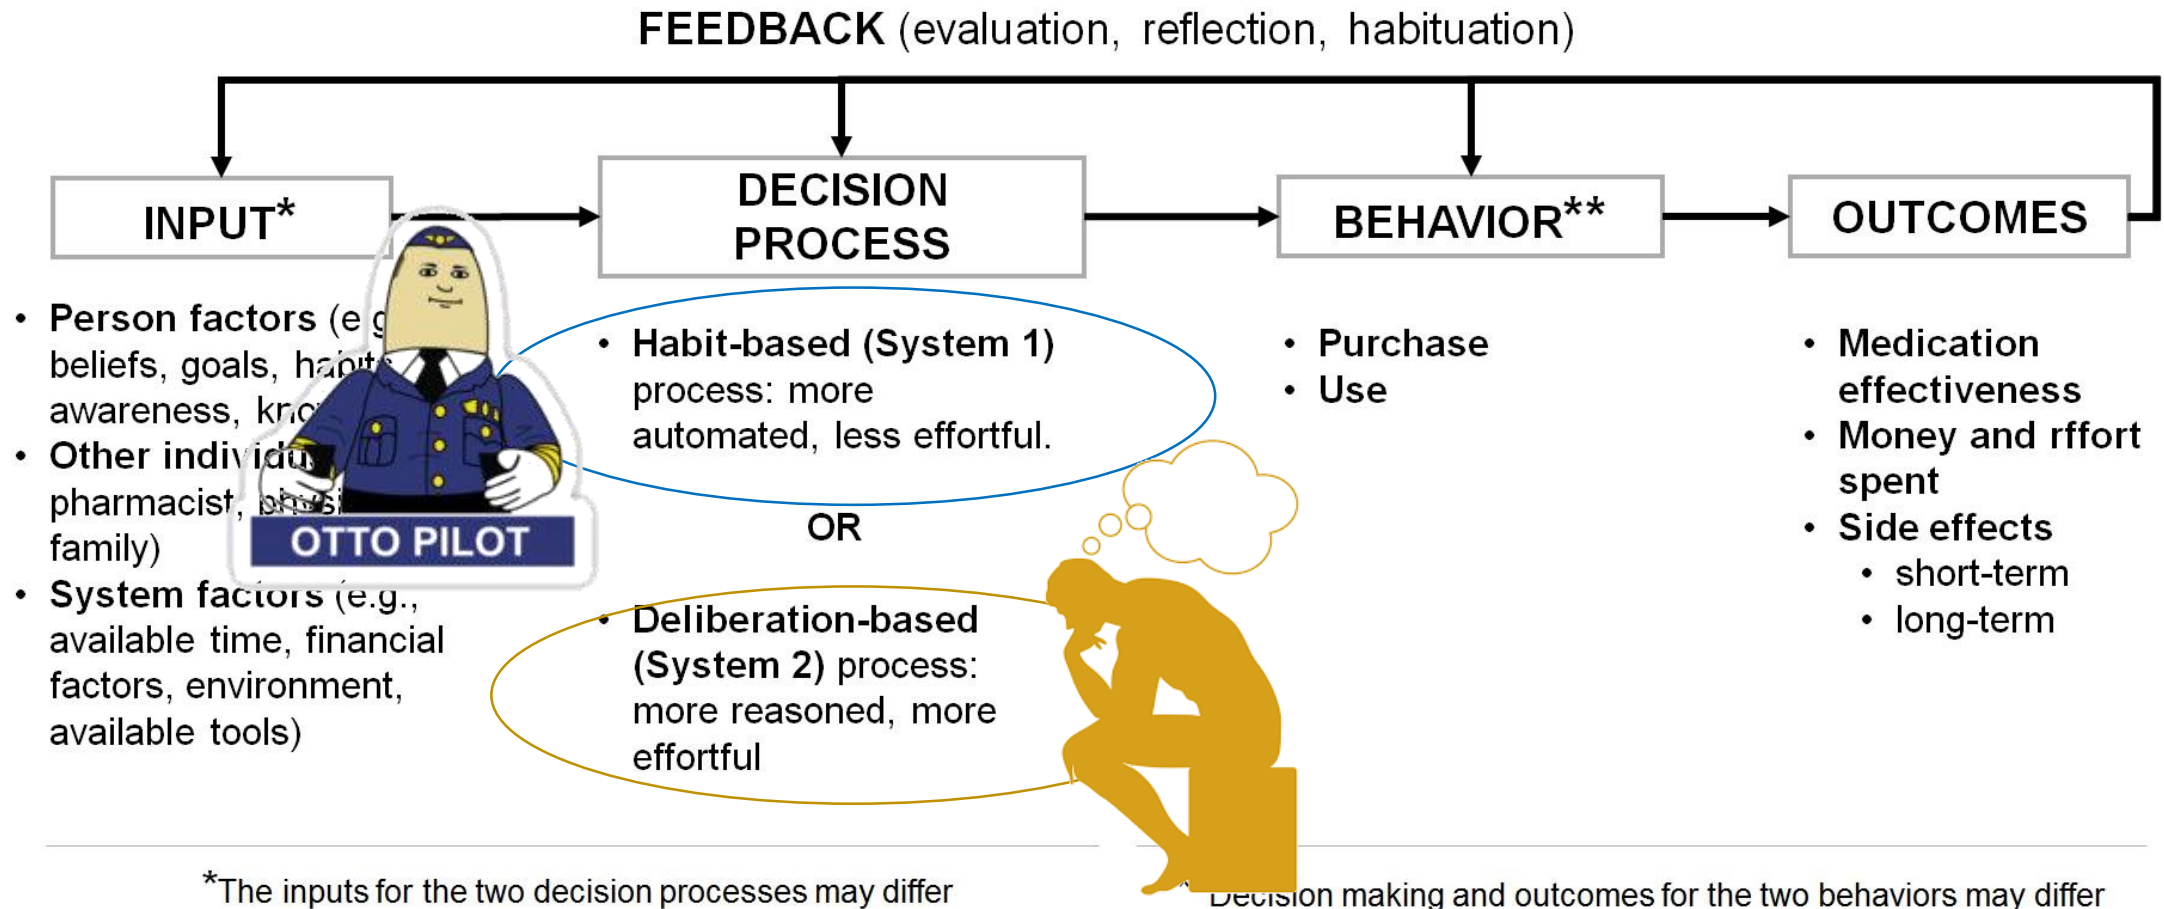 FEEDBACK (evaluation, reflection, habituation)
INPUT*
DECISION
PROCESS
BEHAVIOR**
OUTCOMES
• Person factors
beliefs, goals, habits
awareness,
• Other
pharmacist,
family)
• System factors (e.g.,
available time, financial
factors, environment,
available tools)
OTTO PILOT
• Habit-based (System 1)
process: more
automated, less effortful.
OR
• Deliberation-based
(System 2) process:
more reasoned, more
effortful
• Purchase
• Use
• Medication
effectiveness
• Money and rffort
spent
• Side effects
• short-term
• long-term
*The inputs for the two decision processes may differ
Decision making and outcomes for the two behaviors may differ